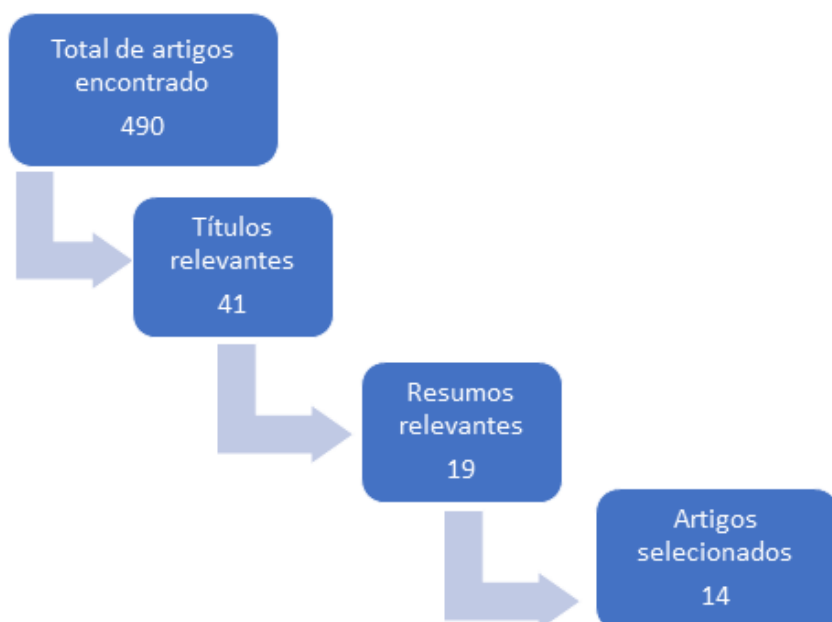 Total de artigos
encontrado
490
Títulos
relevantes
41
Resumos
relevantes
19
Artigos
selecionados
14